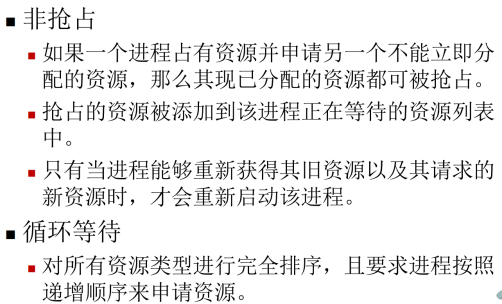 ■ 非抢占
■ 如果一个进程占有资源并申请另一个不能立即分
配的资源，那么其现已分配的资源都可被抢占。
■ 抢占的资源被添加到该进程正在等待的资源列表
中。
■ 只有当进程能够重新获得其旧资源以及其请求的
新资源时，才会重新启动该进程。
■ 循环等待
■ 对所有资源类型进行完全排序，且要求进程按照
递增顺序来申请资源。